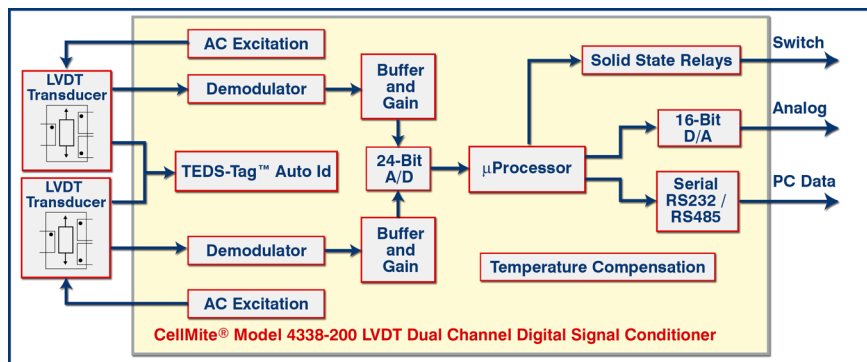 AC Excitation
Switch
Solid State Relays
Buffer
and
Gain
LVDT
Transducer
Demodulator
Analog
16-Bit
D/A
TEDS-Tag™ Auto Id
24-Bit
A/D
µProcessor
LVDT
Transducer
PC Data
Serial
RS232 /
RS485
Demodulator
Buffer
and
Gain
Temperature Compensation
AC Excitation
CellMite® Model 4338-200 LVDT Dual Channel Digital Signal Conditioner